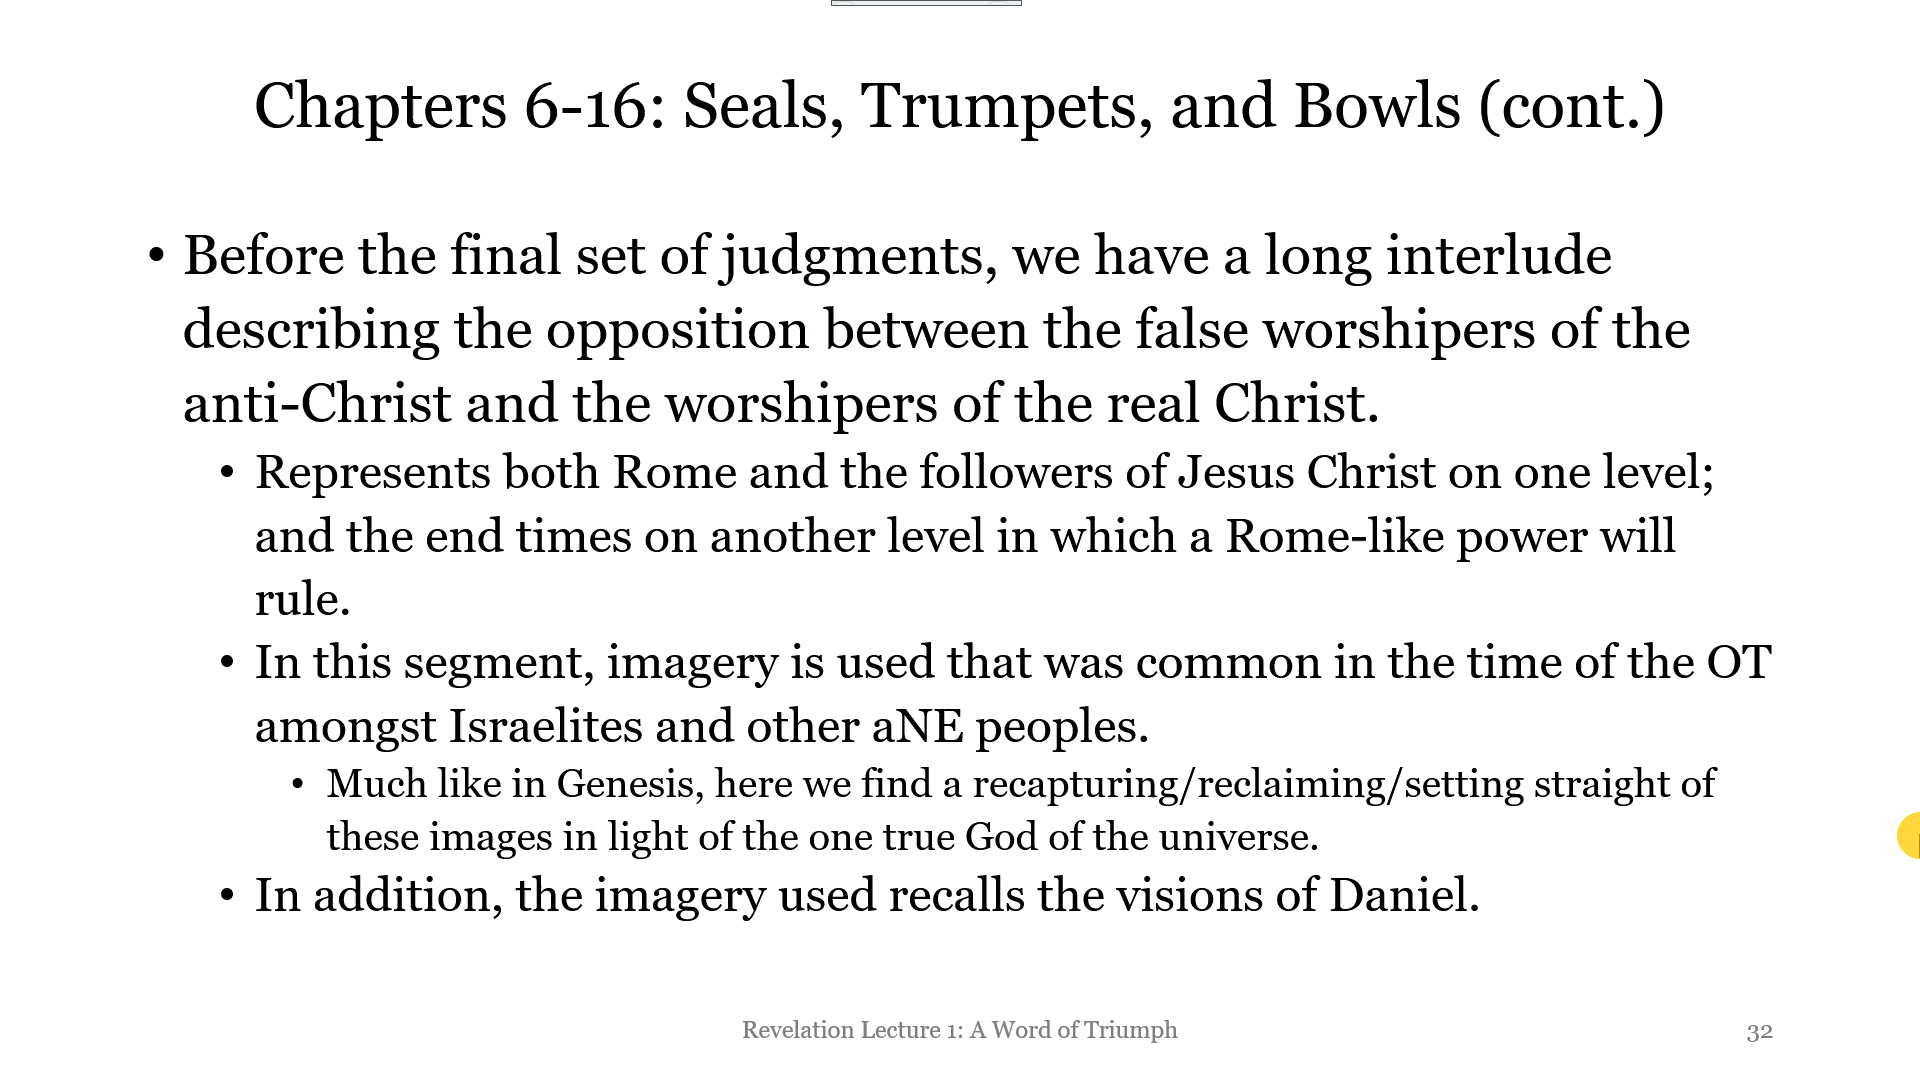 Chapters 6-16: Seals, Trumpets, and Bowls (cont.)
• Before the final set of judgments, we have a long interlude
describing the opposition between the false worshipers of the
anti-Christ and the worshipers of the real Christ.
• Represents both Rome and the followers of Jesus Christ on one level;
and the end times on another level in which a Rome-like power will
rule.
• In this segment, imagery is used that was common in the time of the OT
amongst Israelites and other aNE peoples.
• Much like in Genesis, here we find a recapturing/reclaiming/setting straight of
these images in light of the one true God of the universe.
• In addition, the imagery used recalls the visions of Daniel.
Revelation Lecture 1: A Word of Triumph
32